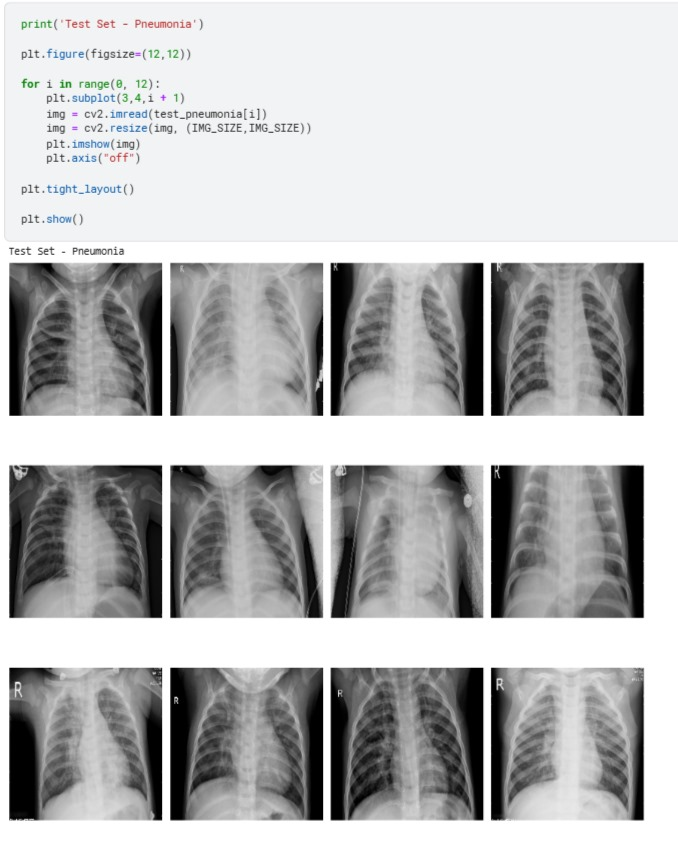 print('Test Set - Pneumonia')
plt.figure(figsize=(12,12))
for i in range(0, 12):
    plt.subplot(3,4,i + 1)
    img = cv2.imread(test_pneumonia[i])
    img = cv2.resize(img, (IMG_SIZE,IMG_SIZE))
    plt.imshow(img)
    plt.axis("off")
plt.tight_layout()
plt.show()
Test Set - Pneumonia
R
R
R
R
R
R
R
R